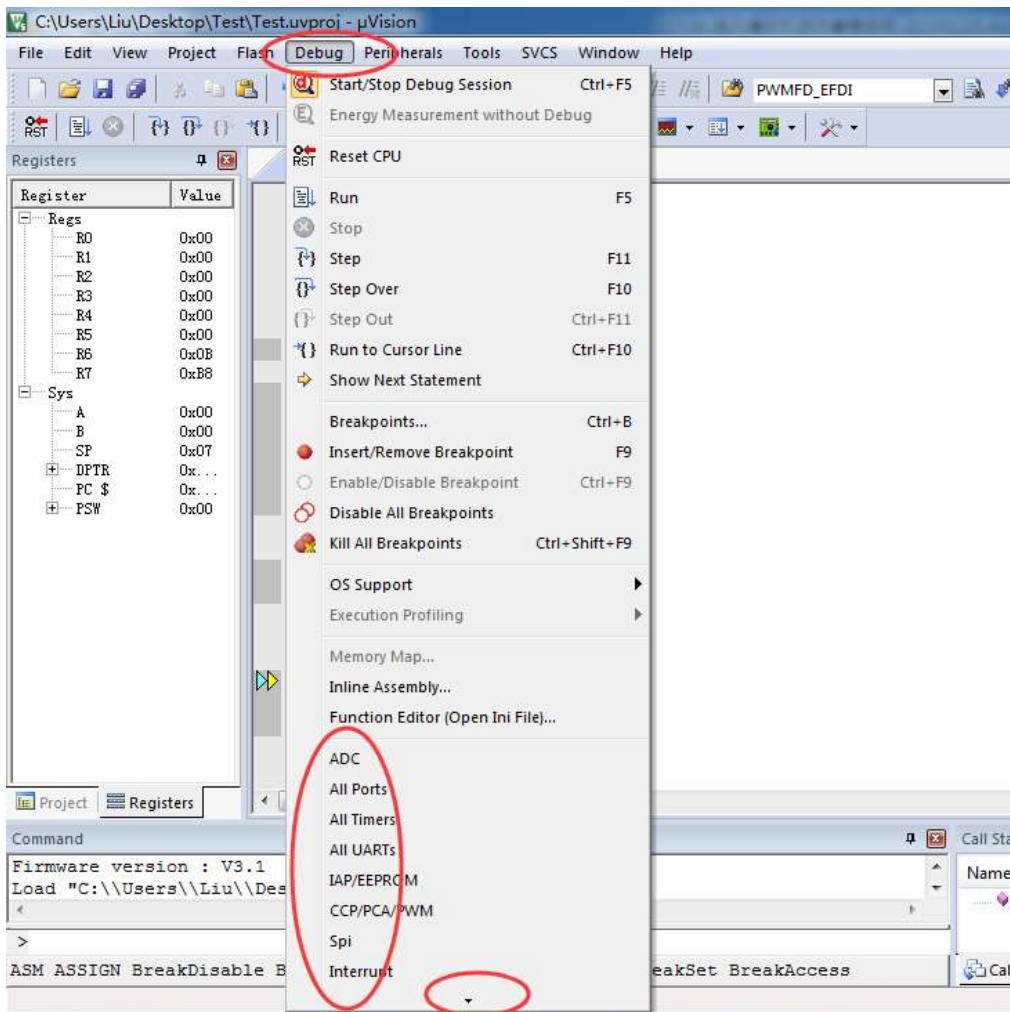 C:\Users\Liu\Desktop\Test\Test.uvproj - µVision
File Edit View Project Flash Debug Peripherals Tools SVCS Window Help
PWMFD_EFDI
RST
Registers
Register Value
Regs
R0 0x00
R1 0x00
R2 0x00
R3 0x00
R4 0x00
R5 0x00
R6 0x0B
R7 0xB8
Sys
A 0x00
B 0x00
SP 0x07
DPTR 0x...
PC $ 0x...
PSW 0x00
Project Registers
Start/Stop Debug Session Ctrl+F5
Energy Measurement without Debug
RST Reset CPU
Run F5
Stop
Step F11
Step Over F10
Step Out Ctrl+F11
Run to Cursor Line Ctrl+F10
Show Next Statement
Breakpoints... Ctrl+B
Insert/Remove Breakpoint F9
Enable/Disable Breakpoint Ctrl+F9
Disable All Breakpoints
Kill All Breakpoints Ctrl+Shift+F9
OS Support
Execution Profiling
Memory Map...
Inline Assembly...
Function Editor (Open Ini File)...
ADC
All Ports
All Timers
All UARTs
IAP/EEPROM
CCP/PCA/PWM
Spi
Interrupt
Command
Firmware version : V3.1
Load "C:\\Users\\Liu\\Des
>
ASM ASSIGN BreakDisable B eakSet BreakAccess
Call Sta
Name
Cal